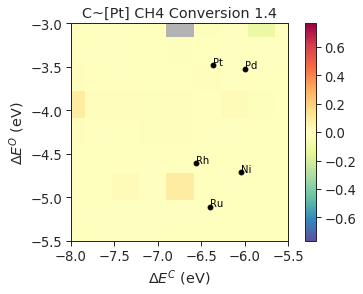 C~[Pt] CH4 Conversion 1.4
−3.0
−3.5
−4.0
−4.5
−5.0
−5.5
ΔE^O (eV)
Pt
Pd
Rh
Ni
Ru
−8.0 −7.5 −7.0 −6.5 −6.0 −5.5
ΔE^C (eV)
0.6
0.4
0.2
0.0
−0.2
−0.4
−0.6